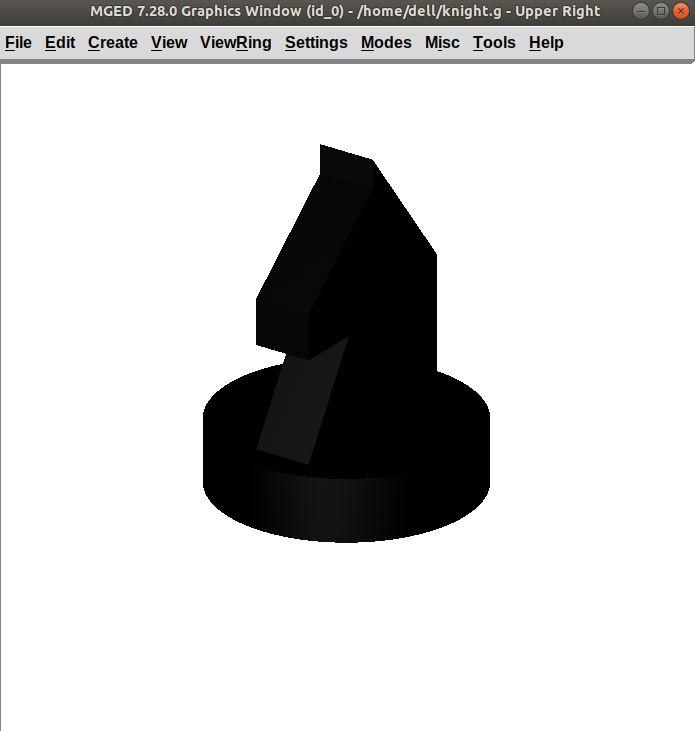 MGED 7.28.0 Graphics Window (id_0) - /home/dell/knight.g - Upper Right
File Edit Create View ViewRing Settings Modes Misc Tools Help